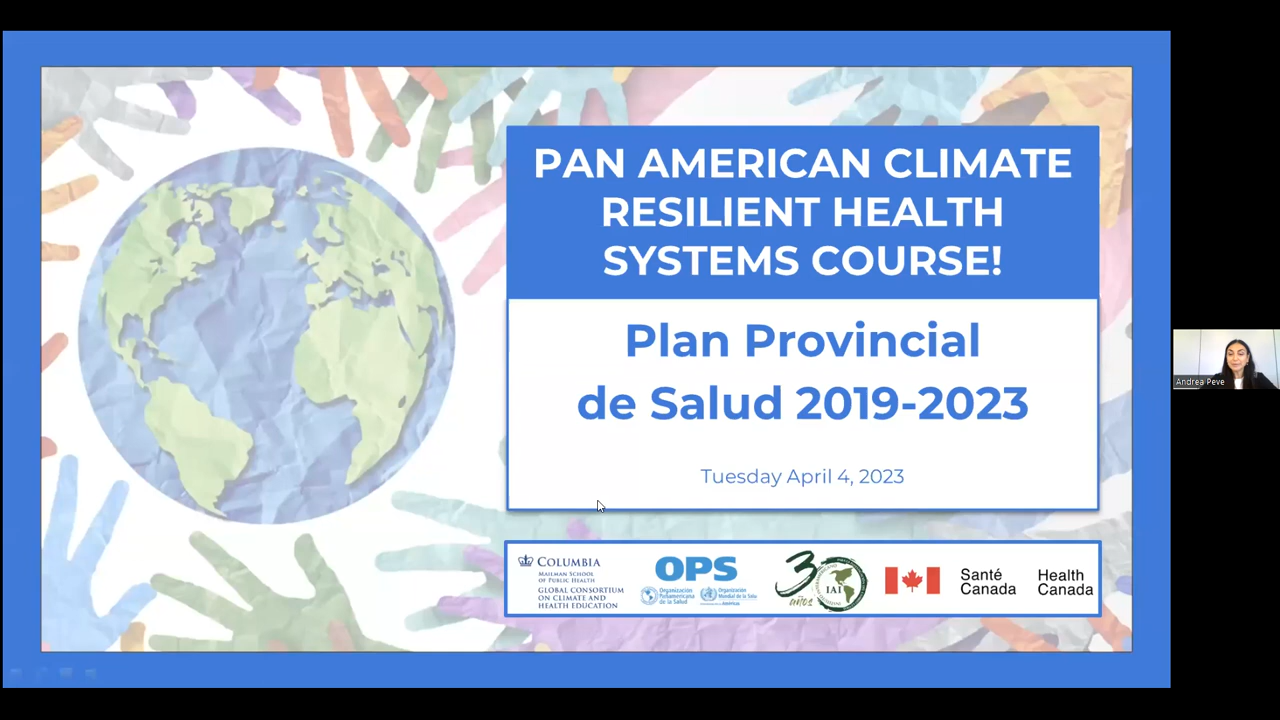 PAN AMERICAN CLIMATE
RESILIENT HEALTH
SYSTEMS COURSE!
Plan Provincial
de Salud 2019-2023
Tuesday April 4, 2023
COLUMBIA
MAILMAN SCHOOL
OF PUBLIC HEALTH
GLOBAL CONSORTIUM
ON CLIMATE AND
HEALTH EDUCATION
OPS
Organización
Panamericana
de la Salud
Organización
Mundial de la Salud
30
años
IAI
Santé
Canada
Health
Canada
Andrea Peve